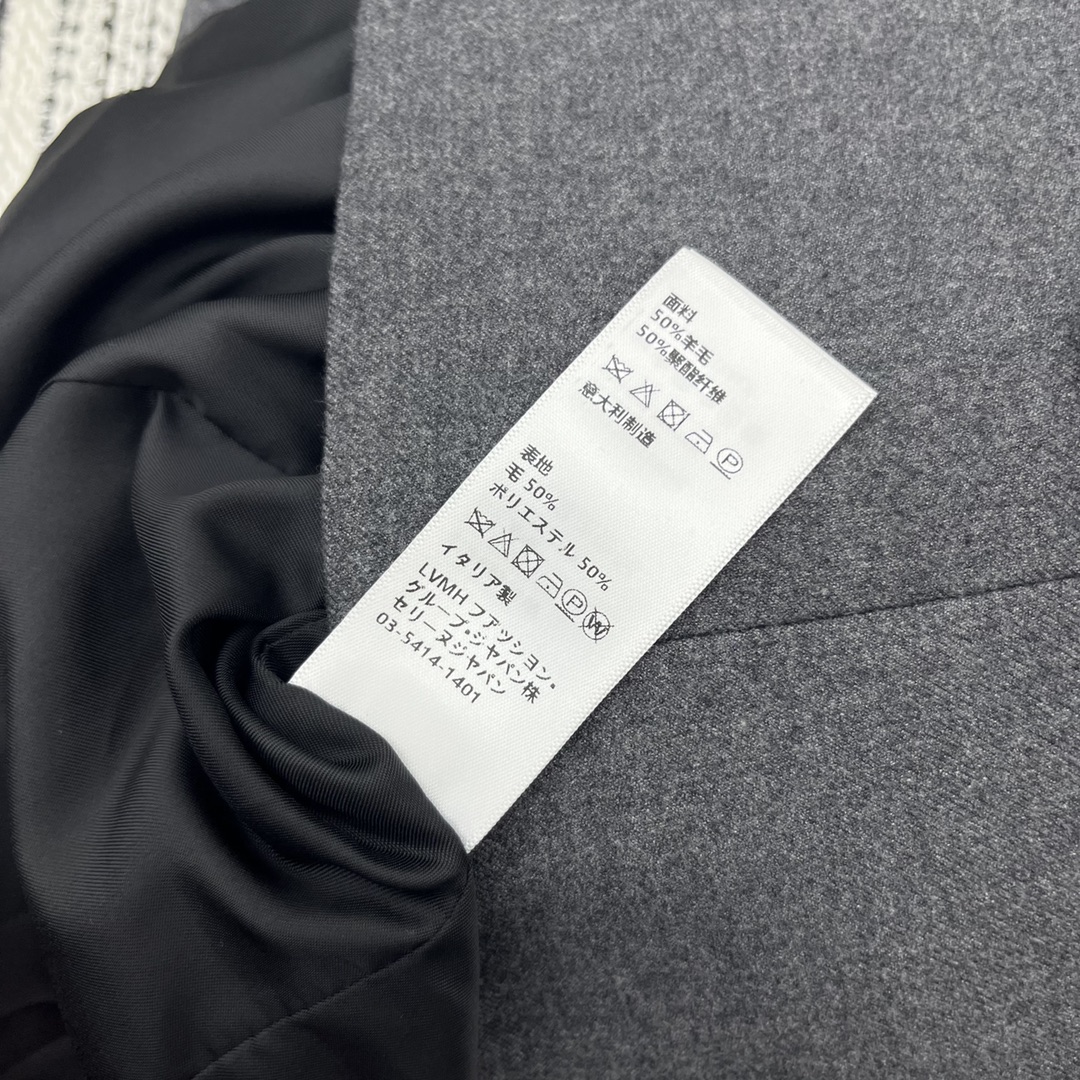 面料
50%羊毛
50%聚酯纤维
P
意大利制造
表地
毛 50%
ポリエステル 50%
P W
イタリア製
LVMH ファッション・
グループ・ジャパン株
セリーヌジャパン
03-5414-1401